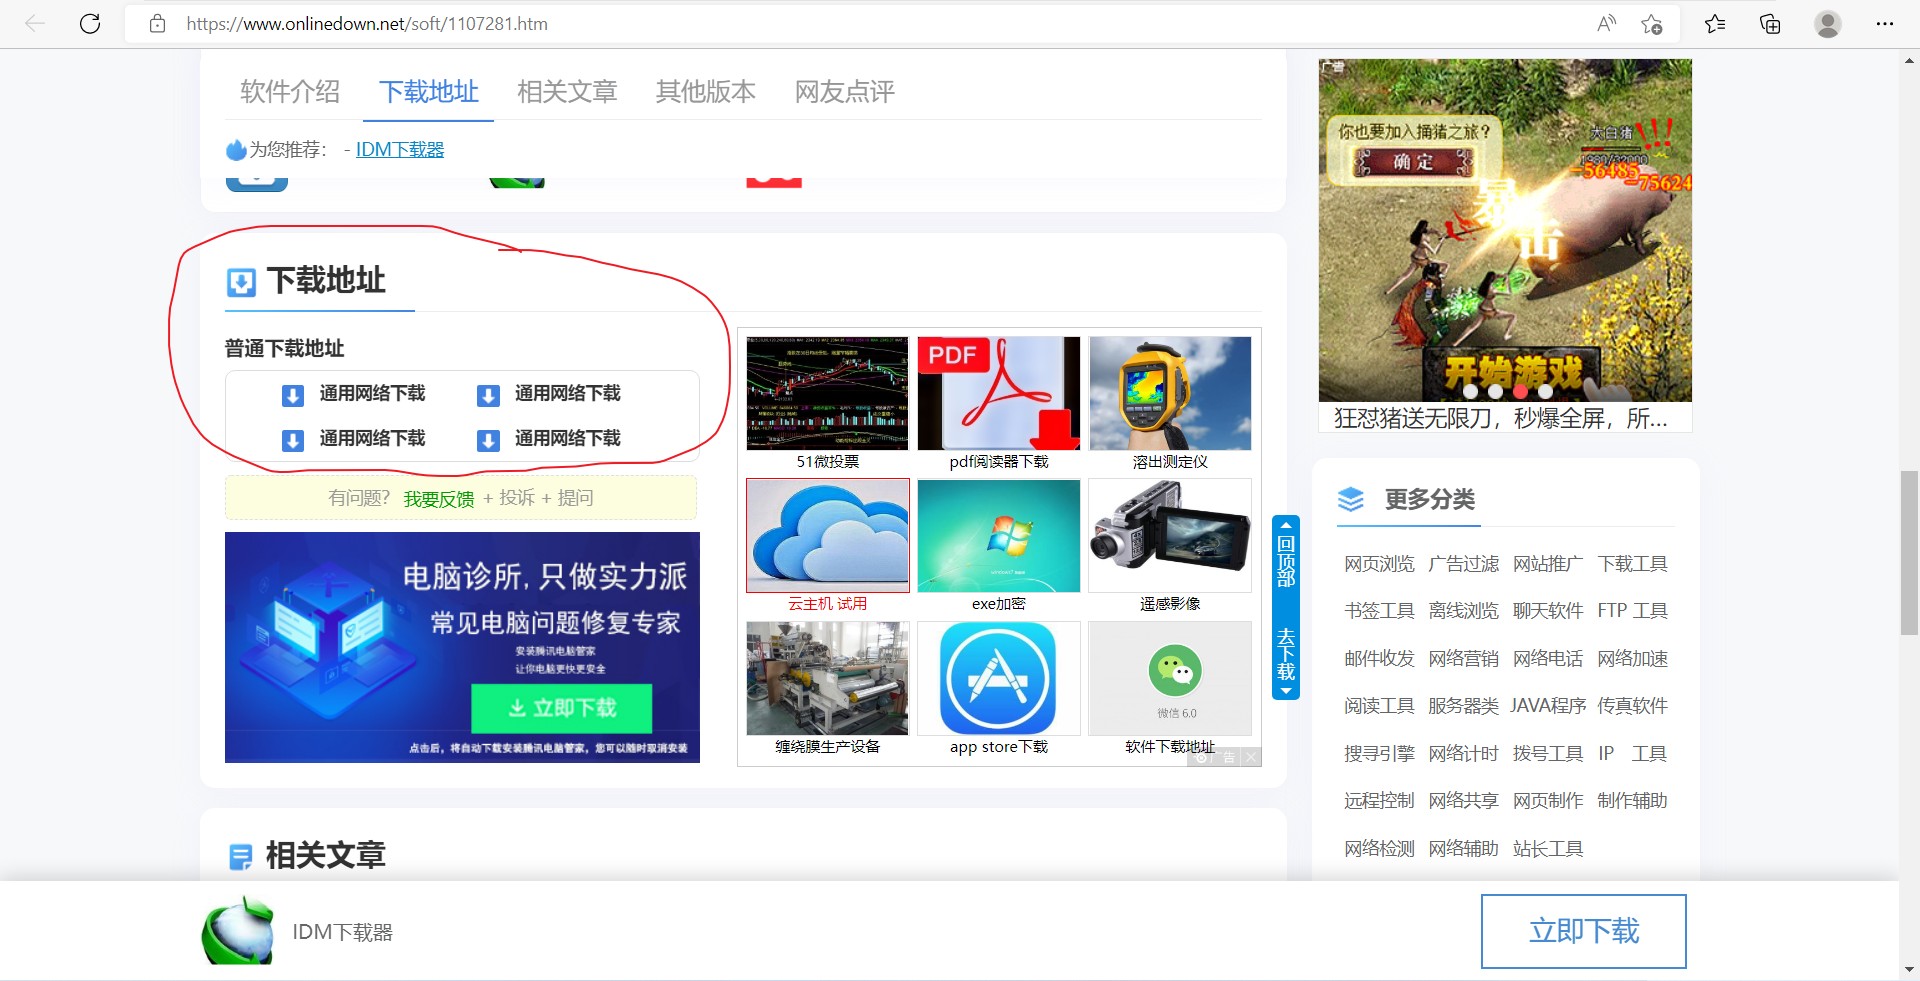 https://www.onlinedown.net/soft/1107281.htm
软件介绍 下载地址 相关文章 其他版本 网友点评
为您推荐： - IDM下载器
下载地址
普通下载地址
通用网络下载 通用网络下载
通用网络下载 通用网络下载
有问题？ 我要反馈 + 投诉 + 提问
电脑诊所，只做实力派
常见电脑问题修复专家
安装腾讯电脑管家
让你电脑更快更安全
立即下载
点击后，将自动下载安装腾讯电脑管家，您可以随时取消安装
PDF
51微投票 pdf阅读器下载 溶出测定仪
云主机 试用 exe加密 遥感影像
微信 6.0
缠绕膜生产设备 app store下载 软件下载地址
广告
回顶部
去下载
广告
你也要加入捅猪之旅？
确定
大白猪
1980/32000
-56485
-75624
暴击
开始游戏
狂怼猪送无限刀，秒爆全屏，所...
更多分类
网页浏览 广告过滤 网站推广 下载工具
书签工具 离线浏览 聊天软件 FTP 工具
邮件收发 网络营销 网络电话 网络加速
阅读工具 服务器类 JAVA程序 传真软件
搜寻引擎 网络计时 拨号工具 IP 工具
远程控制 网络共享 网页制作 制作辅助
网络检测 网络辅助 站长工具
相关文章
IDM下载器
立即下载